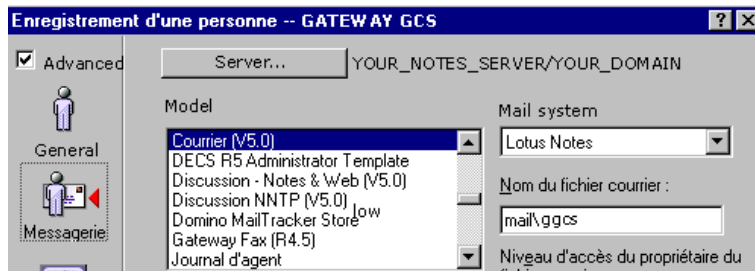 Enregistrement d'une personne -- GATEWAY GCS
Advanced
Server...
YOUR_NOTES_SERVER/YOUR_DOMAIN
General
Messagerie
Model
Courrier (V5.0)
DECS R5 Administrator Template
Discussion - Notes & Web (V5.0)
Discussion NNTP (V5.0)
low
Domino MailTracker Store
Gateway Fax (R4.5)
Journal d'agent
Mail system
Lotus Notes
Nom du fichier courrier :
mail\ggcs
Niveau d'accès du propriétaire du